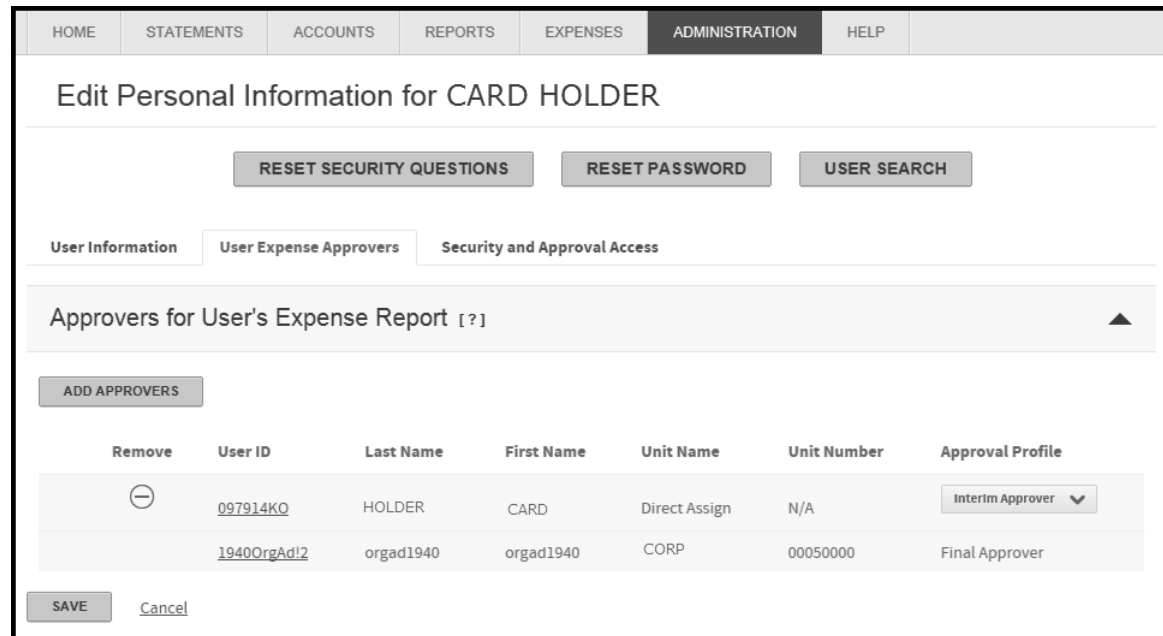 HOME STATEMENTS ACCOUNTS REPORTS EXPENSES ADMINISTRATION HELP
Edit Personal Information for CARD HOLDER
RESET SECURITY QUESTIONS RESET PASSWORD USER SEARCH
User Information User Expense Approvers Security and Approval Access
Approvers for User's Expense Report [?]
ADD APPROVERS
Remove User ID Last Name First Name Unit Name Unit Number Approval Profile
097914KO HOLDER CARD Direct Assign N/A Interim Approver
1940OrgAd!2 orgad1940 orgad1940 CORP 00050000 Final Approver
SAVE Cancel